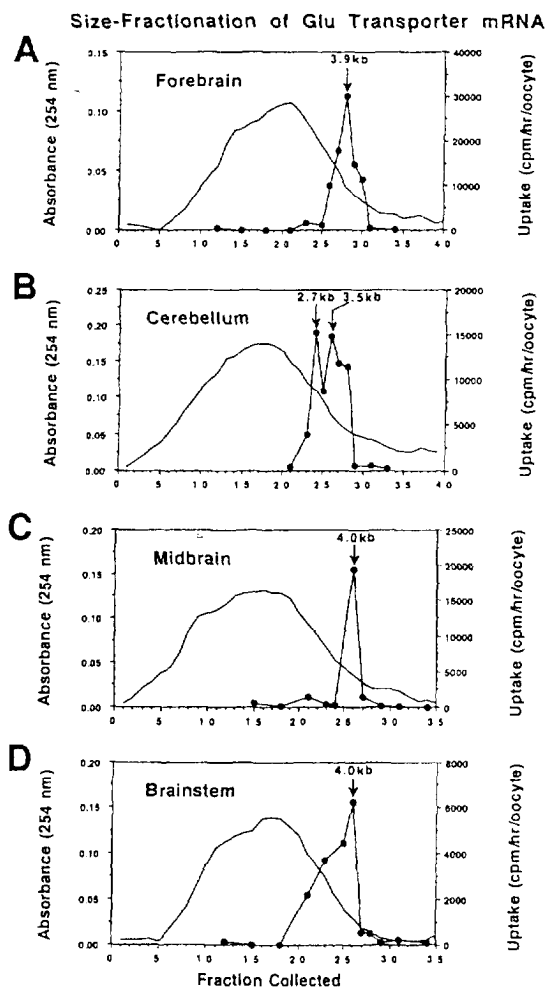 Size-Fractionation of Glu Transporter mRNA
A
Forebrain
3.9kb
Absorbance (254 nm)
0.15
0.10
0.05
0.00
Uptake (cpm/hr/oocyte)
40000
30000
20000
10000
0
0 5 10 15 20 25 30 35 40
B
Cerebellum
2.7kb 3.5kb
Absorbance (254 nm)
0.25
0.20
0.15
0.10
0.05
0.00
Uptake (cpm/hr/oocyte)
20000
15000
10000
5000
0
0 5 10 15 20 25 30 35 40
C
Midbrain
4.0kb
Absorbance (254 nm)
0.20
0.15
0.10
0.05
0.00
Uptake (cpm/hr/oocyte)
25000
20000
15000
10000
5000
0
0 5 10 15 20 25 30 35
D
Brainstem
4.0kb
Absorbance (254 nm)
0.20
0.15
0.10
0.05
0.00
Uptake (cpm/hr/oocyte)
8000
6000
4000
2000
0
0 5 10 15 20 25 30 35
Fraction Collected